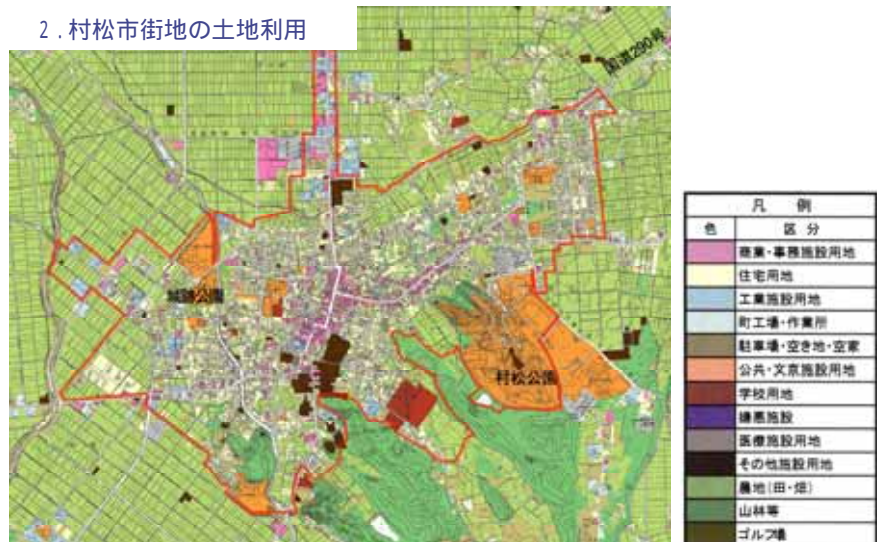 2．村松市街地の土地利用
国道290号
城跡公園
村松公園
凡 例
色 区 分
商業・事務施設用地
住宅用地
工業施設用地
町工場・作業所
駐車場・空き地・空家
公共・文京施設用地
学校用地
嫌悪施設
医療施設用地
その他施設用地
農地(田・畑)
山林等
ゴルフ場